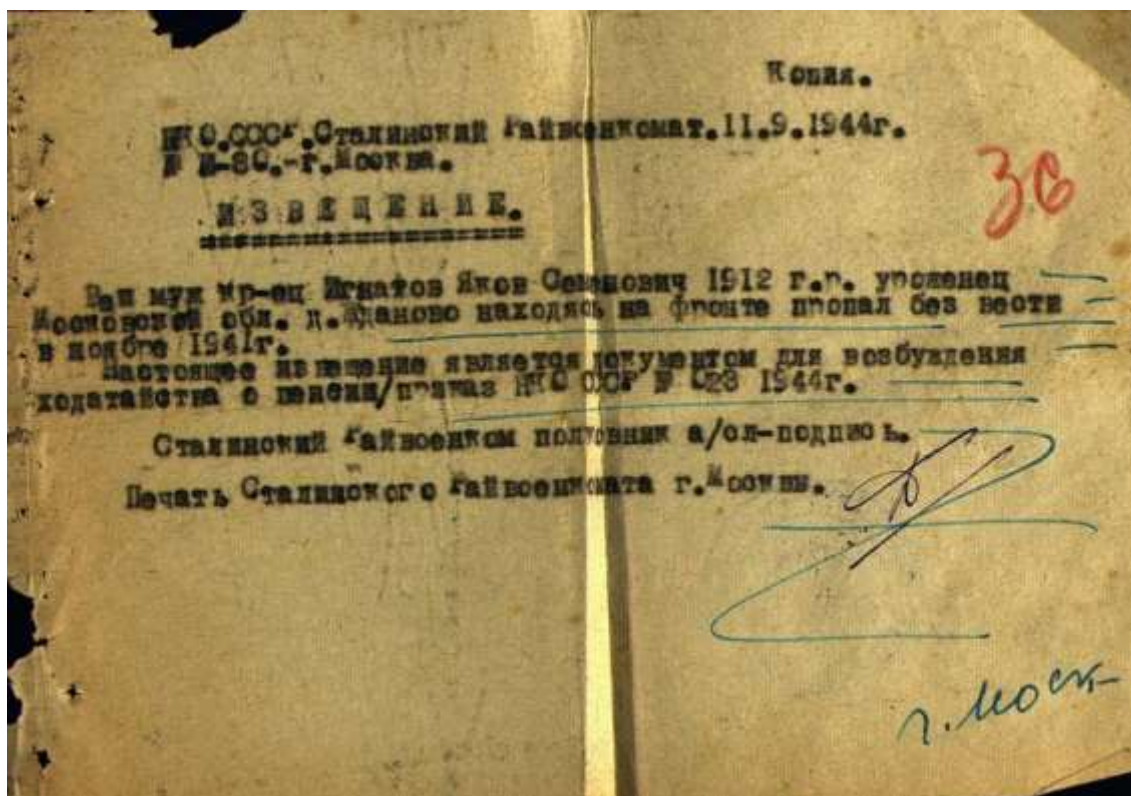 Копия.
НКО.СССР.Сталинский Райвоенкомат.11.9.1944г.
г.Москва.
ИЗВЕЩЕНИЕ.
36
Ваш муж кр-ец Игнатов Яков Семенович 1912 г.р. уроженец
Московской обл. д.Жданово находясь на фронте пропал без вести
в ноябре 1941г.
Настоящее извещение является документом для возбуждения
ходатайства о пенсии/приказ НКО СССР № 023 1944г.
Сталинский Райвоенком полковник а/сл-подпись.
Печать Сталинского Райвоенкомата г.Москвы.
г. Моск